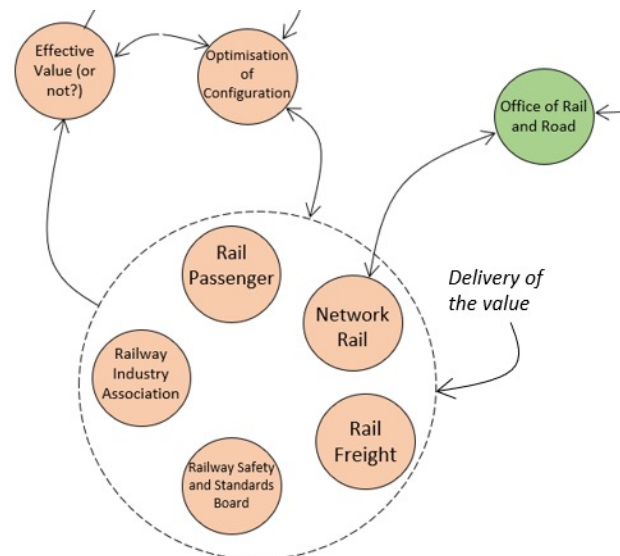 Effective
Value (or
not?)
Optimisation
of
Configuration
Office of Rail
and Road
Rail
Passenger
Delivery of
the value
Network
Rail
Railway
Industry
Association
Rail
Freight
Railway Safety
and Standards
Board